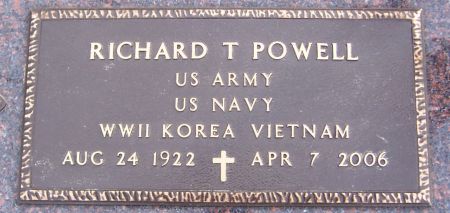 RICHARD T POWELL
US ARMY
US NAVY
WWII KOREA VIETNAM
AUG 24 1922 ✝ APR 7 2006